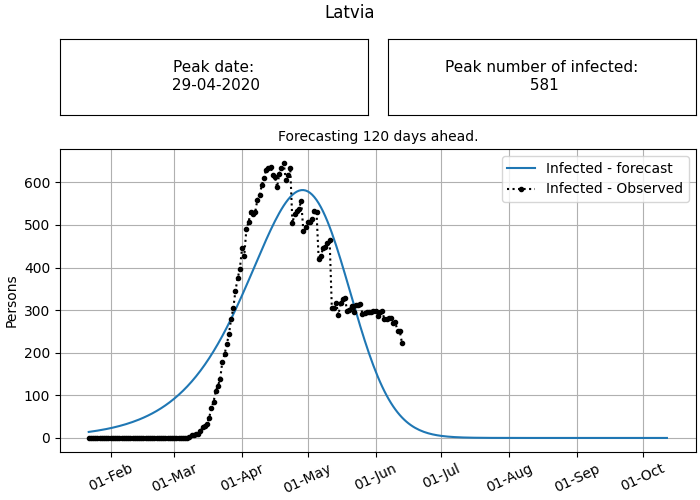 Latvia
Peak date:
29-04-2020
Peak number of infected:
581
Forecasting 120 days ahead.
Infected - forecast
Infected - Observed
Persons
600
500
400
300
200
100
0
01-Feb
01-Mar
01-Apr
01-May
01-Jun
01-Jul
01-Aug
01-Sep
01-Oct